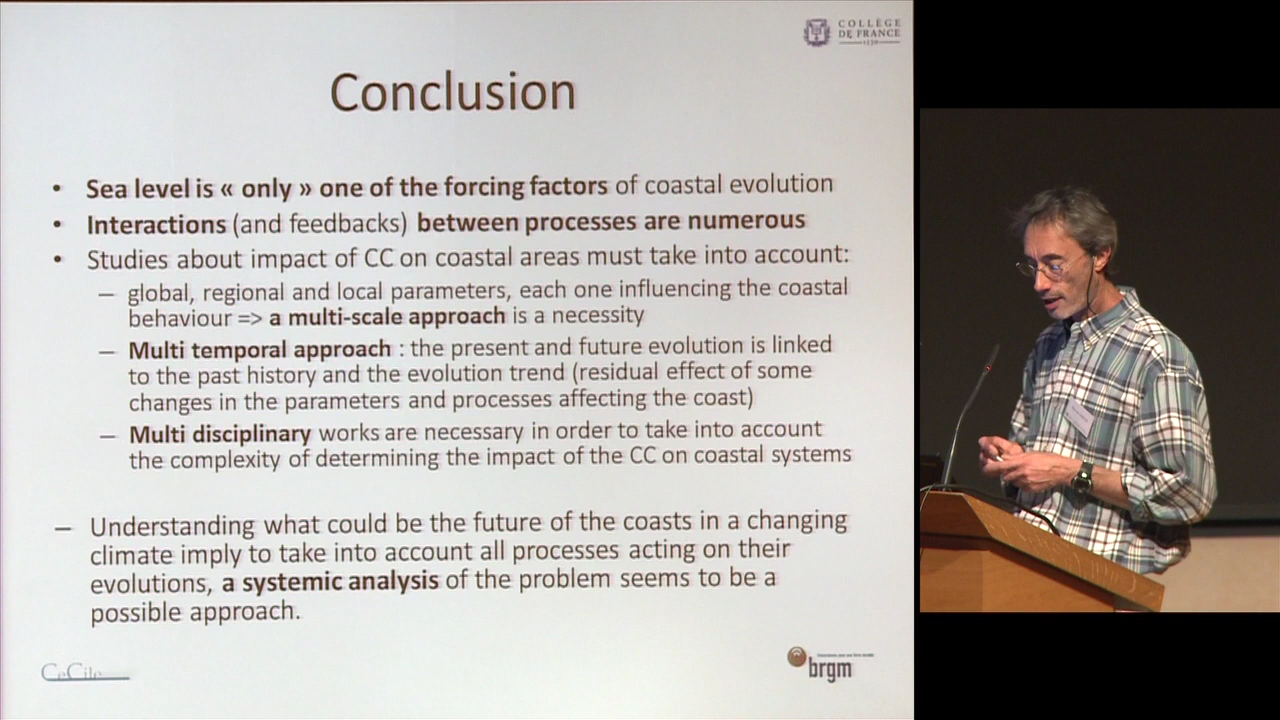 COLLÈGE
DE FRANCE
1530
Conclusion
• Sea level is « only » one of the forcing factors of coastal evolution
• Interactions (and feedbacks) between processes are numerous
• Studies about impact of CC on coastal areas must take into account:
– global, regional and local parameters, each one influencing the coastal
behaviour => a multi-scale approach is a necessity
– Multi temporal approach : the present and future evolution is linked
to the past history and the evolution trend (residual effect of some
changes in the parameters and processes affecting the coast)
– Multi disciplinary works are necessary in order to take into account
the complexity of determining the impact of the CC on coastal systems
– Understanding what could be the future of the coasts in a changing
climate imply to take into account all processes acting on their
evolutions, a systemic analysis of the problem seems to be a
possible approach.
CeCile
brgm